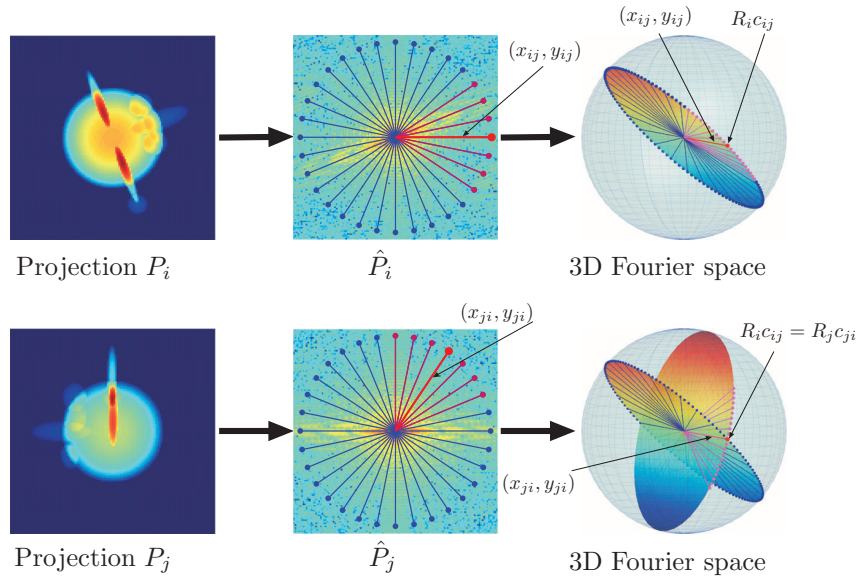 (x_{ij}, y_{ij})
R_i c_{ij}
(x_{ij}, y_{ij})
Projection P_i
\hat{P}_i
3D Fourier space
(x_{ji}, y_{ji})
R_i c_{ij} = R_j c_{ji}
(x_{ji}, y_{ji})
Projection P_j
\hat{P}_j
3D Fourier space